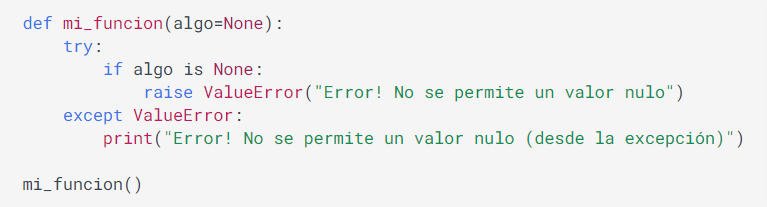 def mi_funcion(algo=None):
    try:
        if algo is None:
            raise ValueError("Error! No se permite un valor nulo")
    except ValueError:
        print("Error! No se permite un valor nulo (desde la excepción)")

mi_funcion()